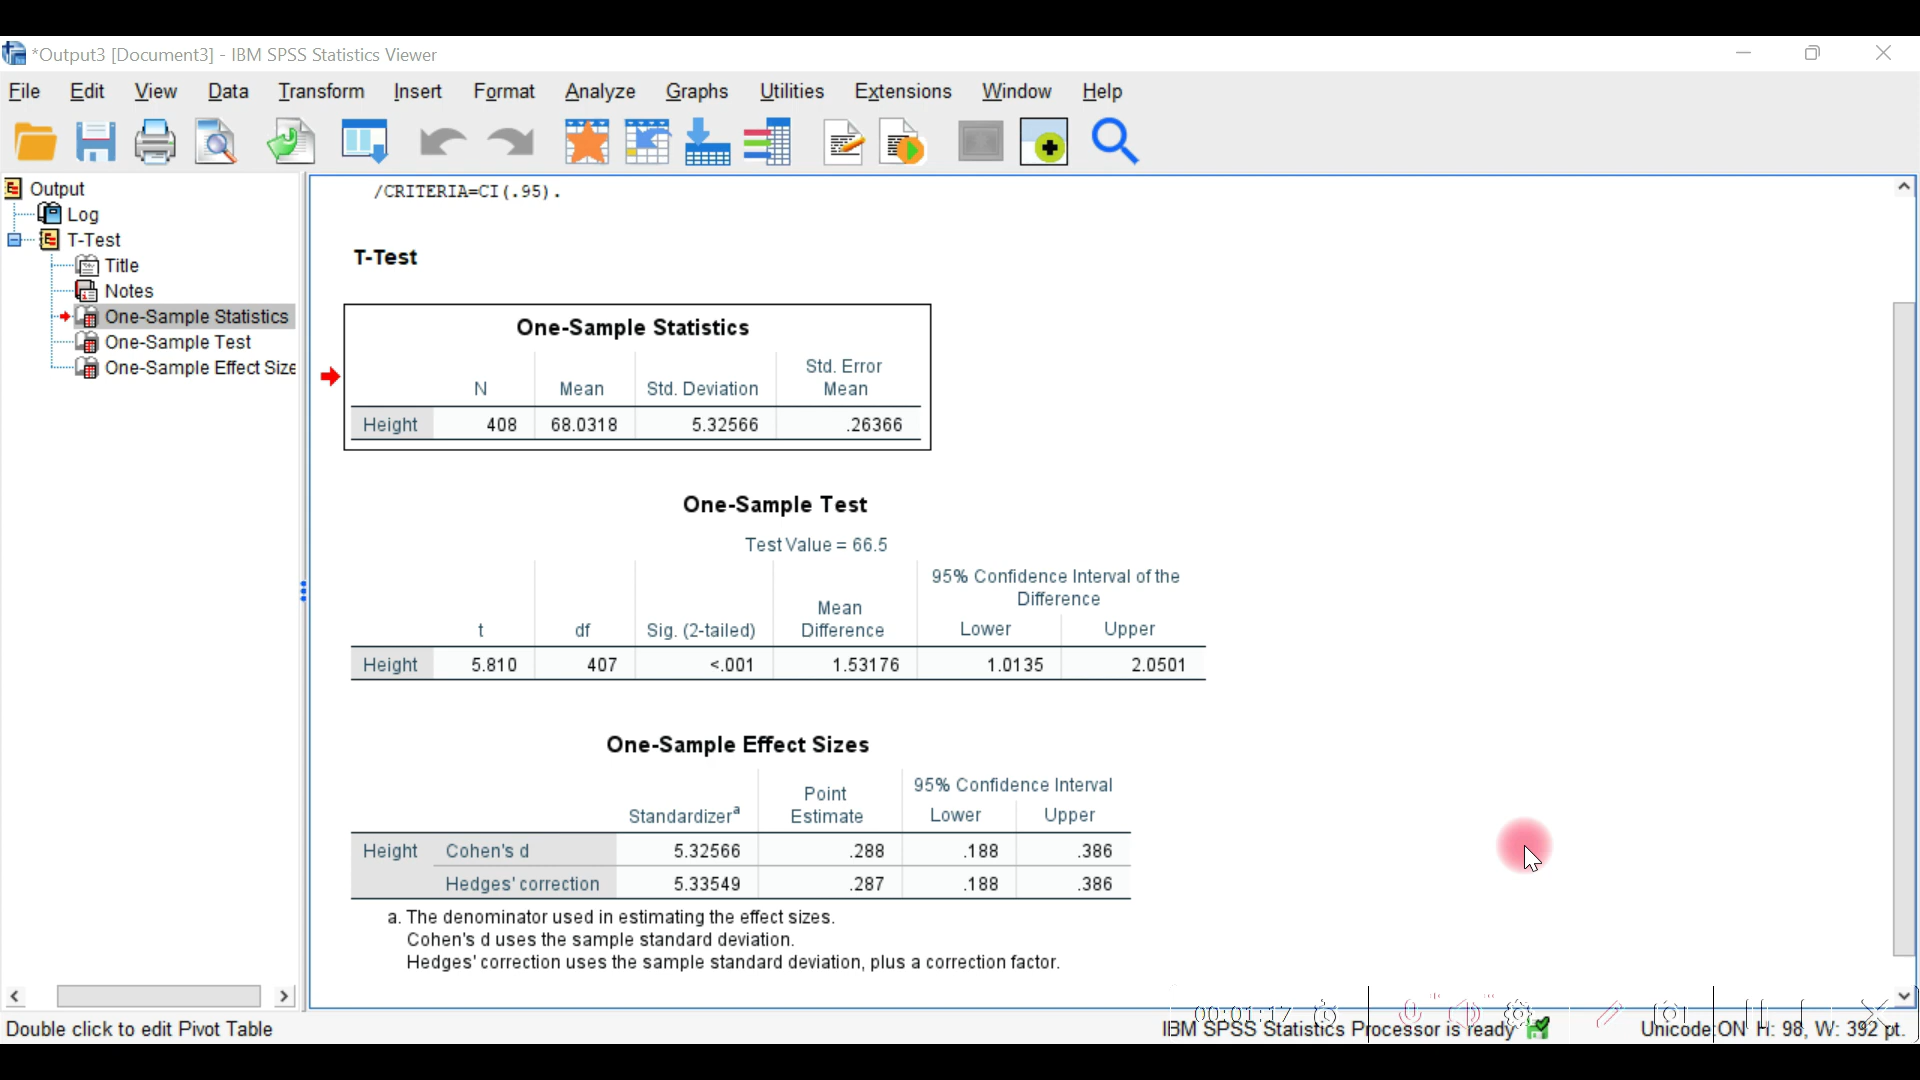 *Output3 [Document3] - IBM SPSS Statistics Viewer
File Edit View Data Transform Insert Format Analyze Graphs Utilities Extensions Window Help
Output
Log
T-Test
Title
Notes
One-Sample Statistics
One-Sample Test
One-Sample Effect Size
/CRITERIA=CI(.95).
T-Test
One-Sample Statistics
N Mean Std. Deviation Std. Error Mean
Height 408 68.0318 5.32566 .26366
One-Sample Test
Test Value = 66.5
95% Confidence Interval of the Difference
t df Sig. (2-tailed) Mean Difference Lower Upper
Height 5.810 407 <.001 1.53176 1.0135 2.0501
One-Sample Effect Sizes
95% Confidence Interval
Standardizerᵃ Point Estimate Lower Upper
Height Cohen's d 5.32566 .288 .188 .386
Hedges' correction 5.33549 .287 .188 .386
a. The denominator used in estimating the effect sizes.
Cohen's d uses the sample standard deviation.
Hedges' correction uses the sample standard deviation, plus a correction factor.
00:01:17
Double click to edit Pivot Table
IBM SPSS Statistics Processor is ready
Unicode:ON H: 98, W: 392 pt.